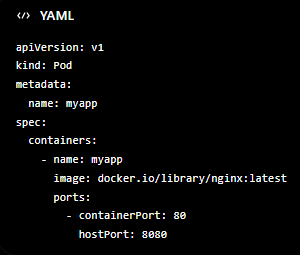 </> YAML
apiVersion: v1
kind: Pod
metadata:
  name: myapp
spec:
  containers:
    - name: myapp
      image: docker.io/library/nginx:latest
      ports:
        - containerPort: 80
          hostPort: 8080